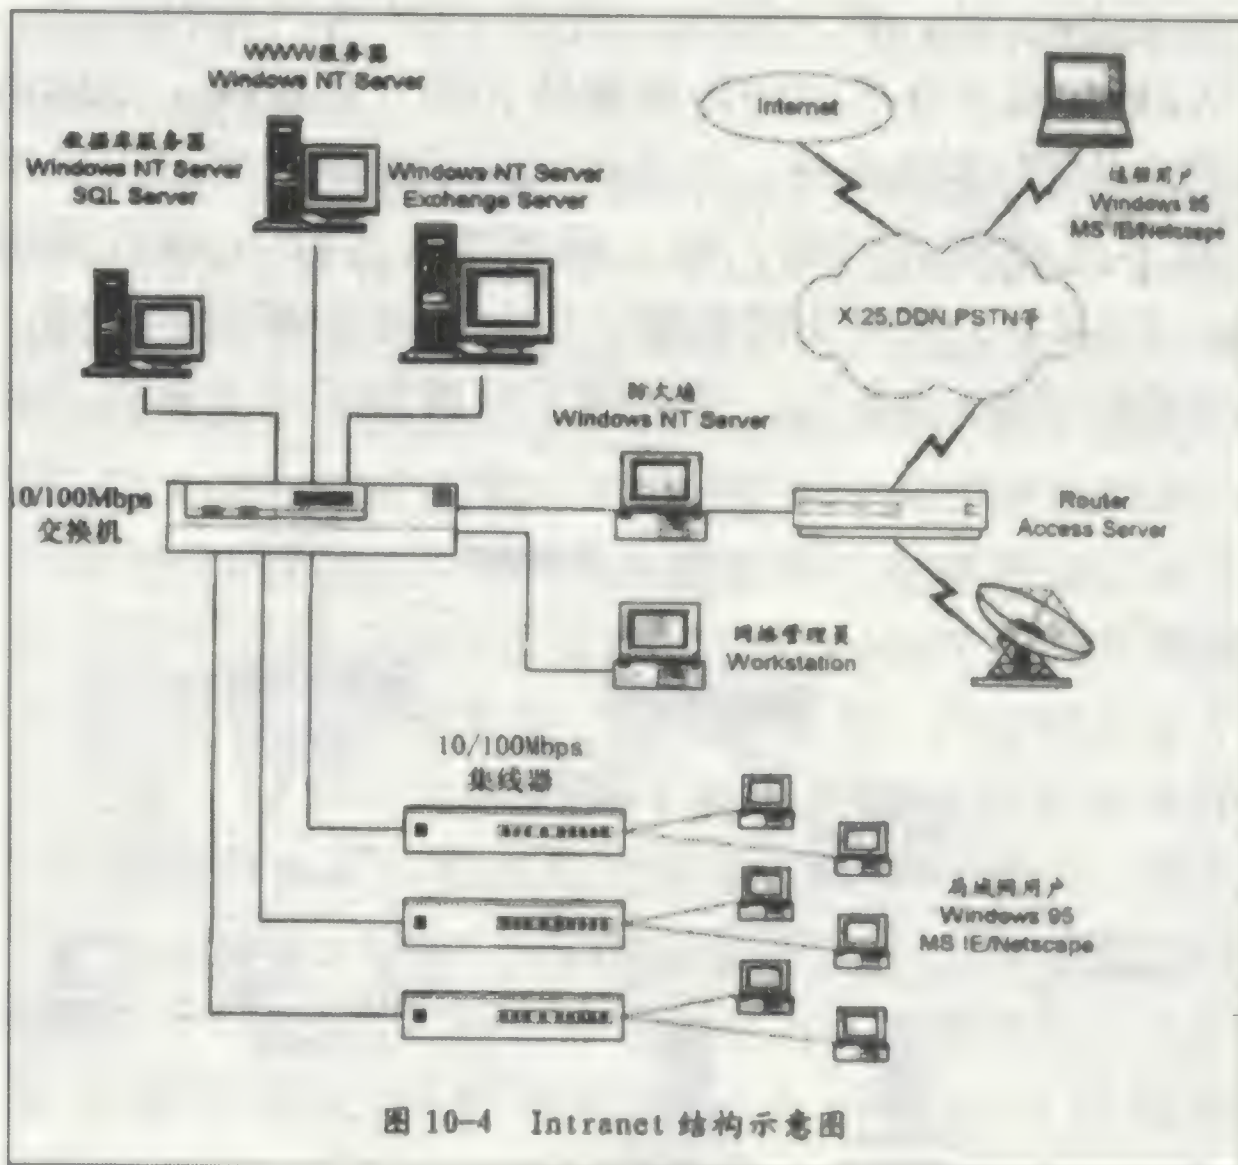 WWW服务器
Windows NT Server
数据库服务器
Windows NT Server
SQL Server
Windows NT Server
Exchange Server
Internet
远程用户
Windows 95
MS IE/Netscape
X.25,DDN.PSTN等
防火墙
Windows NT Server
10/100Mbps
交换机
Router
Access Server
网络管理员
Workstation
10/100Mbps
集线器
局域网用户
Windows 95
MS IE/Netscape
图 10-4 Intranet 结构示意图